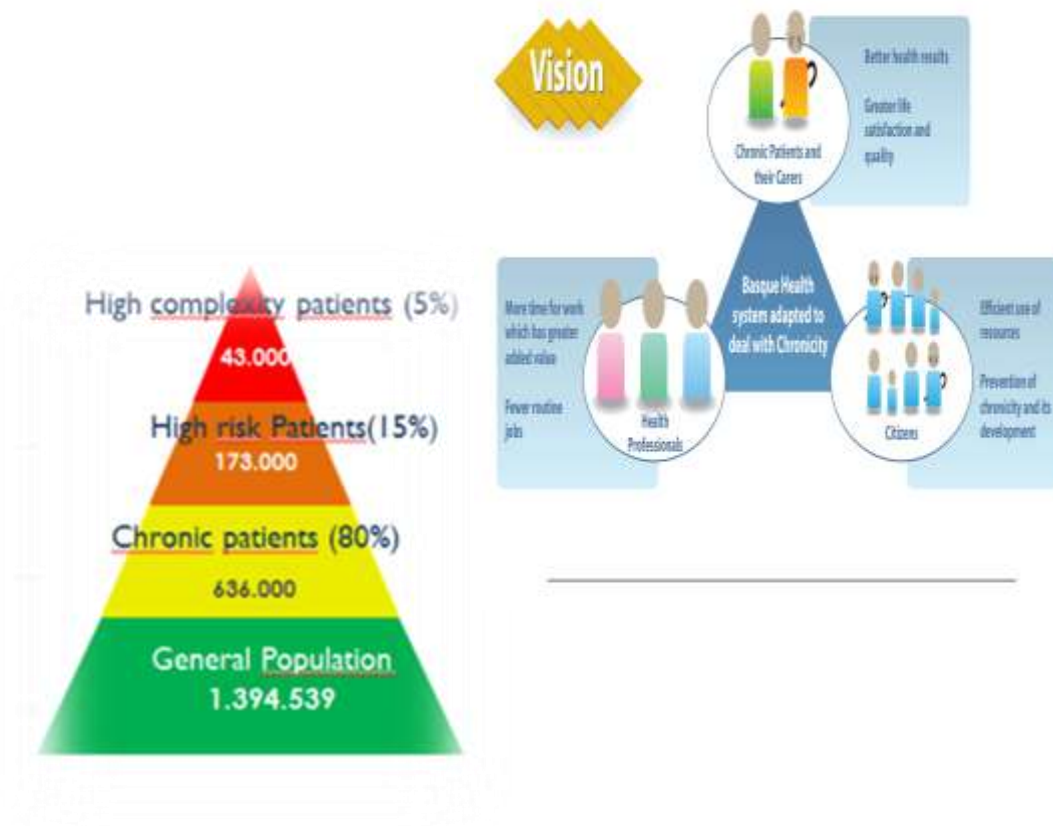 Vision
Better health results
Greater life
satisfaction and
quality
Chronic Patients and
their Carers
Basque Health
system adapted to
deal with Chronicity
More time for work
which has greater
added value
Fewer routine
jobs
Health
Professionals
Efficient use of
resources
Prevention of
chronicity and its
development
Citizens
High complexity patients (5%)
43.000
High risk Patients(15%)
173.000
Chronic patients (80%)
636.000
General Population
1.394.539